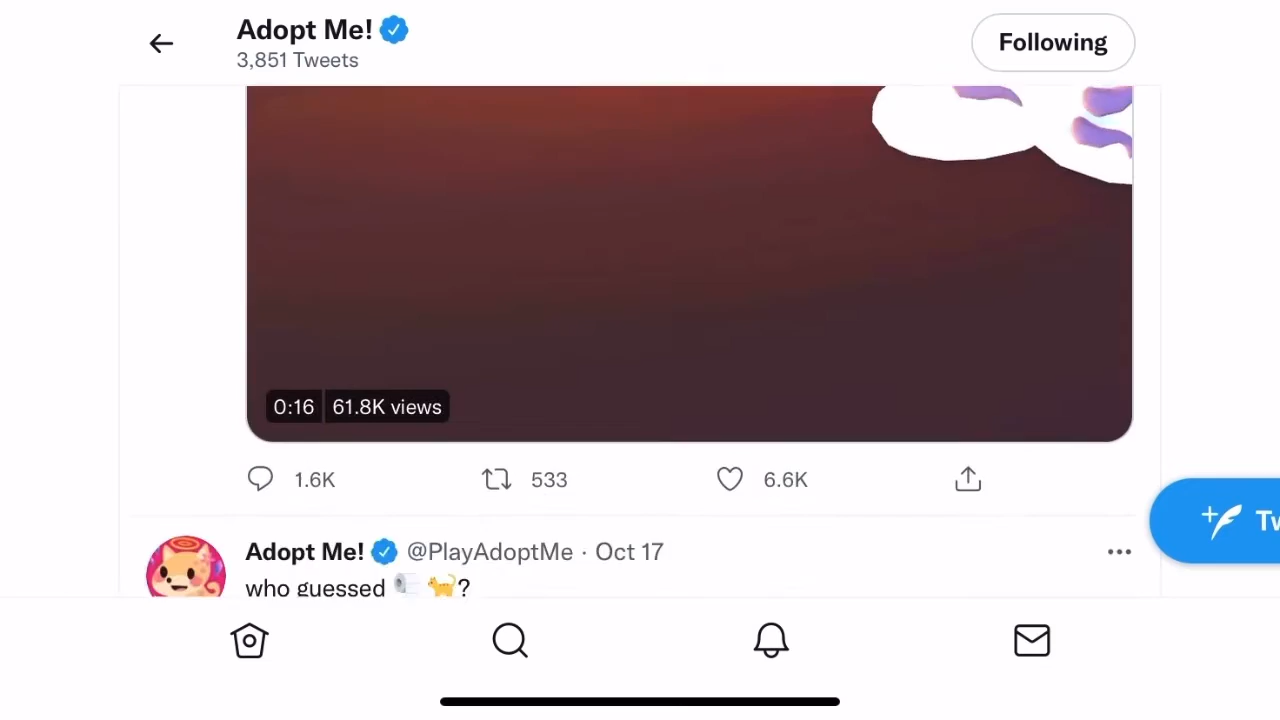 Adopt Me!
3,851 Tweets
Following
0:16 61.8K views
1.6K 533 6.6K
Adopt Me! @PlayAdoptMe · Oct 17
who guessed 🧻 🐈?